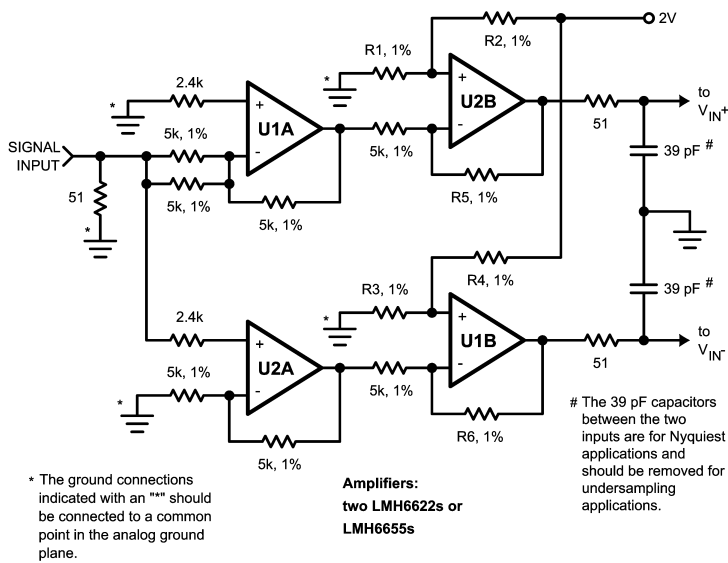 2V
R2, 1%
R1, 1%
*
+
-
U2B
2.4k
*
+
-
U1A
5k, 1%
SIGNAL
INPUT
51
*
5k, 1%
5k, 1%
5k, 1%
R5, 1%
51
to
VIN+
39 pF #
R4, 1%
R3, 1%
*
+
-
U1B
39 pF #
2.4k
+
-
U2A
5k, 1%
*
5k, 1%
5k, 1%
R6, 1%
51
to
VIN-
# The 39 pF capacitors
between the two
inputs are for Nyquiest
applications and
should be removed for
undersampling
applications.
* The ground connections
indicated with an "*" should
be connected to a common
point in the analog ground
plane.
Amplifiers:
two LMH6622s or
LMH6655s